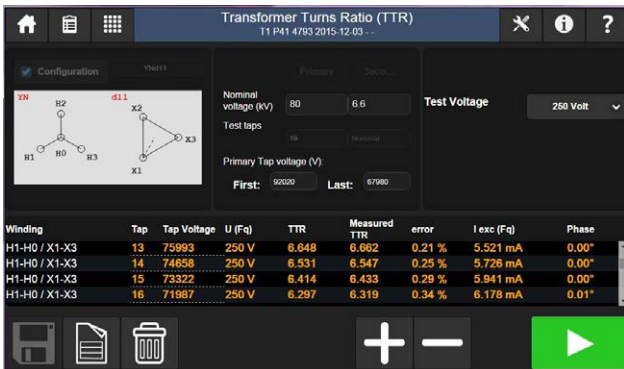 Transformer Turns Ratio (TTR)
T1 P41 4793 2015-12-03 - -
?
Configuration
YNd11
Primary
Seco...
YN
d11
H2
X2
H1
H0
H3
X1
X3
Nominal voltage (kV)
80
6.6
Test taps
19
Nominal
Primary Tap voltage (V):
First: 92020 Last: 67980
Test Voltage
250 Volt
Winding Tap Tap Voltage U (Fq) TTR Measured TTR error I exc (Fq) Phase
H1-H0 / X1-X3 13 75993 250 V 6.648 6.662 0.21 % 5.521 mA 0.00°
H1-H0 / X1-X3 14 74658 250 V 6.531 6.547 0.25 % 5.726 mA 0.00°
H1-H0 / X1-X3 15 73322 250 V 6.414 6.433 0.29 % 5.941 mA 0.00°
H1-H0 / X1-X3 16 71987 250 V 6.297 6.319 0.34 % 6.178 mA 0.01°